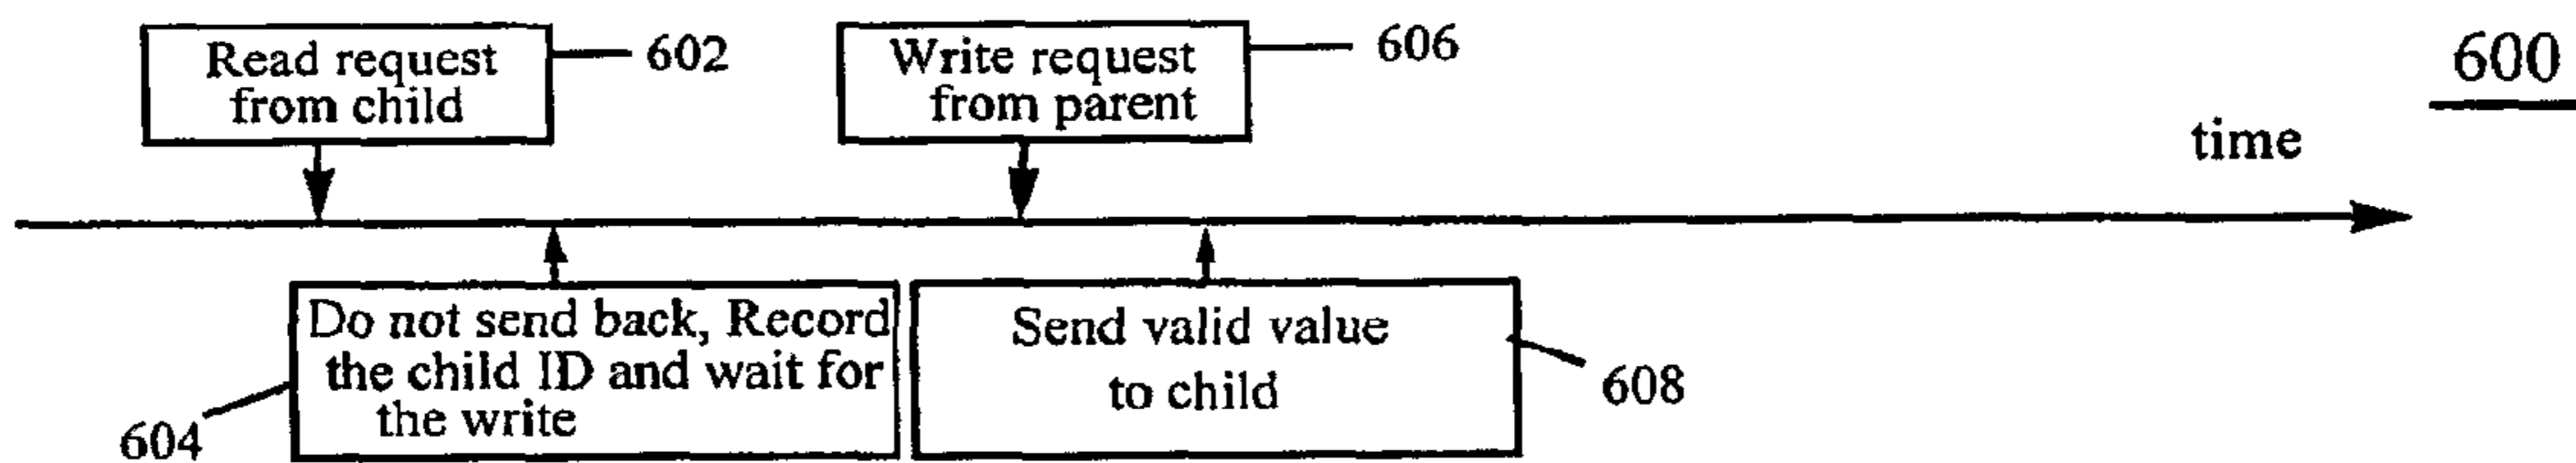 Read request
from child
602
Write request
from parent
606
600
time
Do not send back, Record
the child ID and wait for
the write
604
Send valid value
to child
608